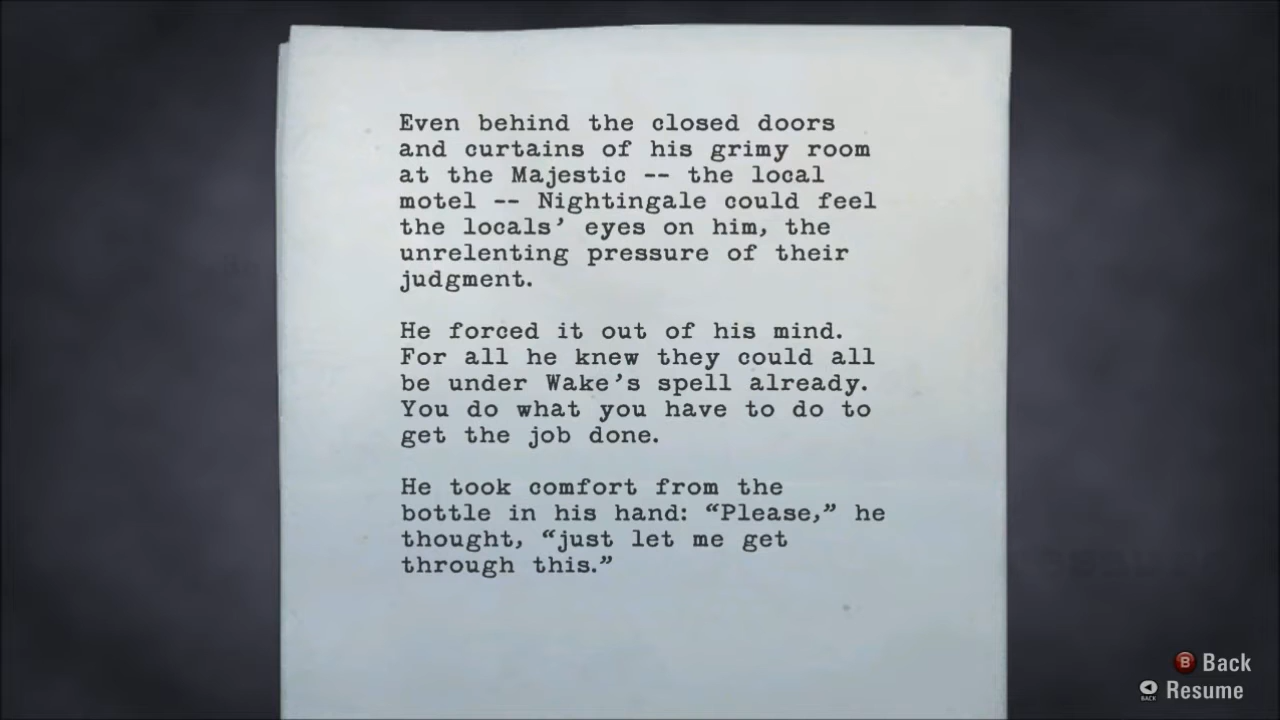 Even behind the closed doors
and curtains of his grimy room
at the Majestic -- the local
motel -- Nightingale could feel
the locals’ eyes on him, the
unrelenting pressure of their
judgment.
He forced it out of his mind.
For all he knew they could all
be under Wake’s spell already.
You do what you have to do to
get the job done.
He took comfort from the
bottle in his hand: “Please,” he
thought, “just let me get
through this.”
B Back
BACK Resume